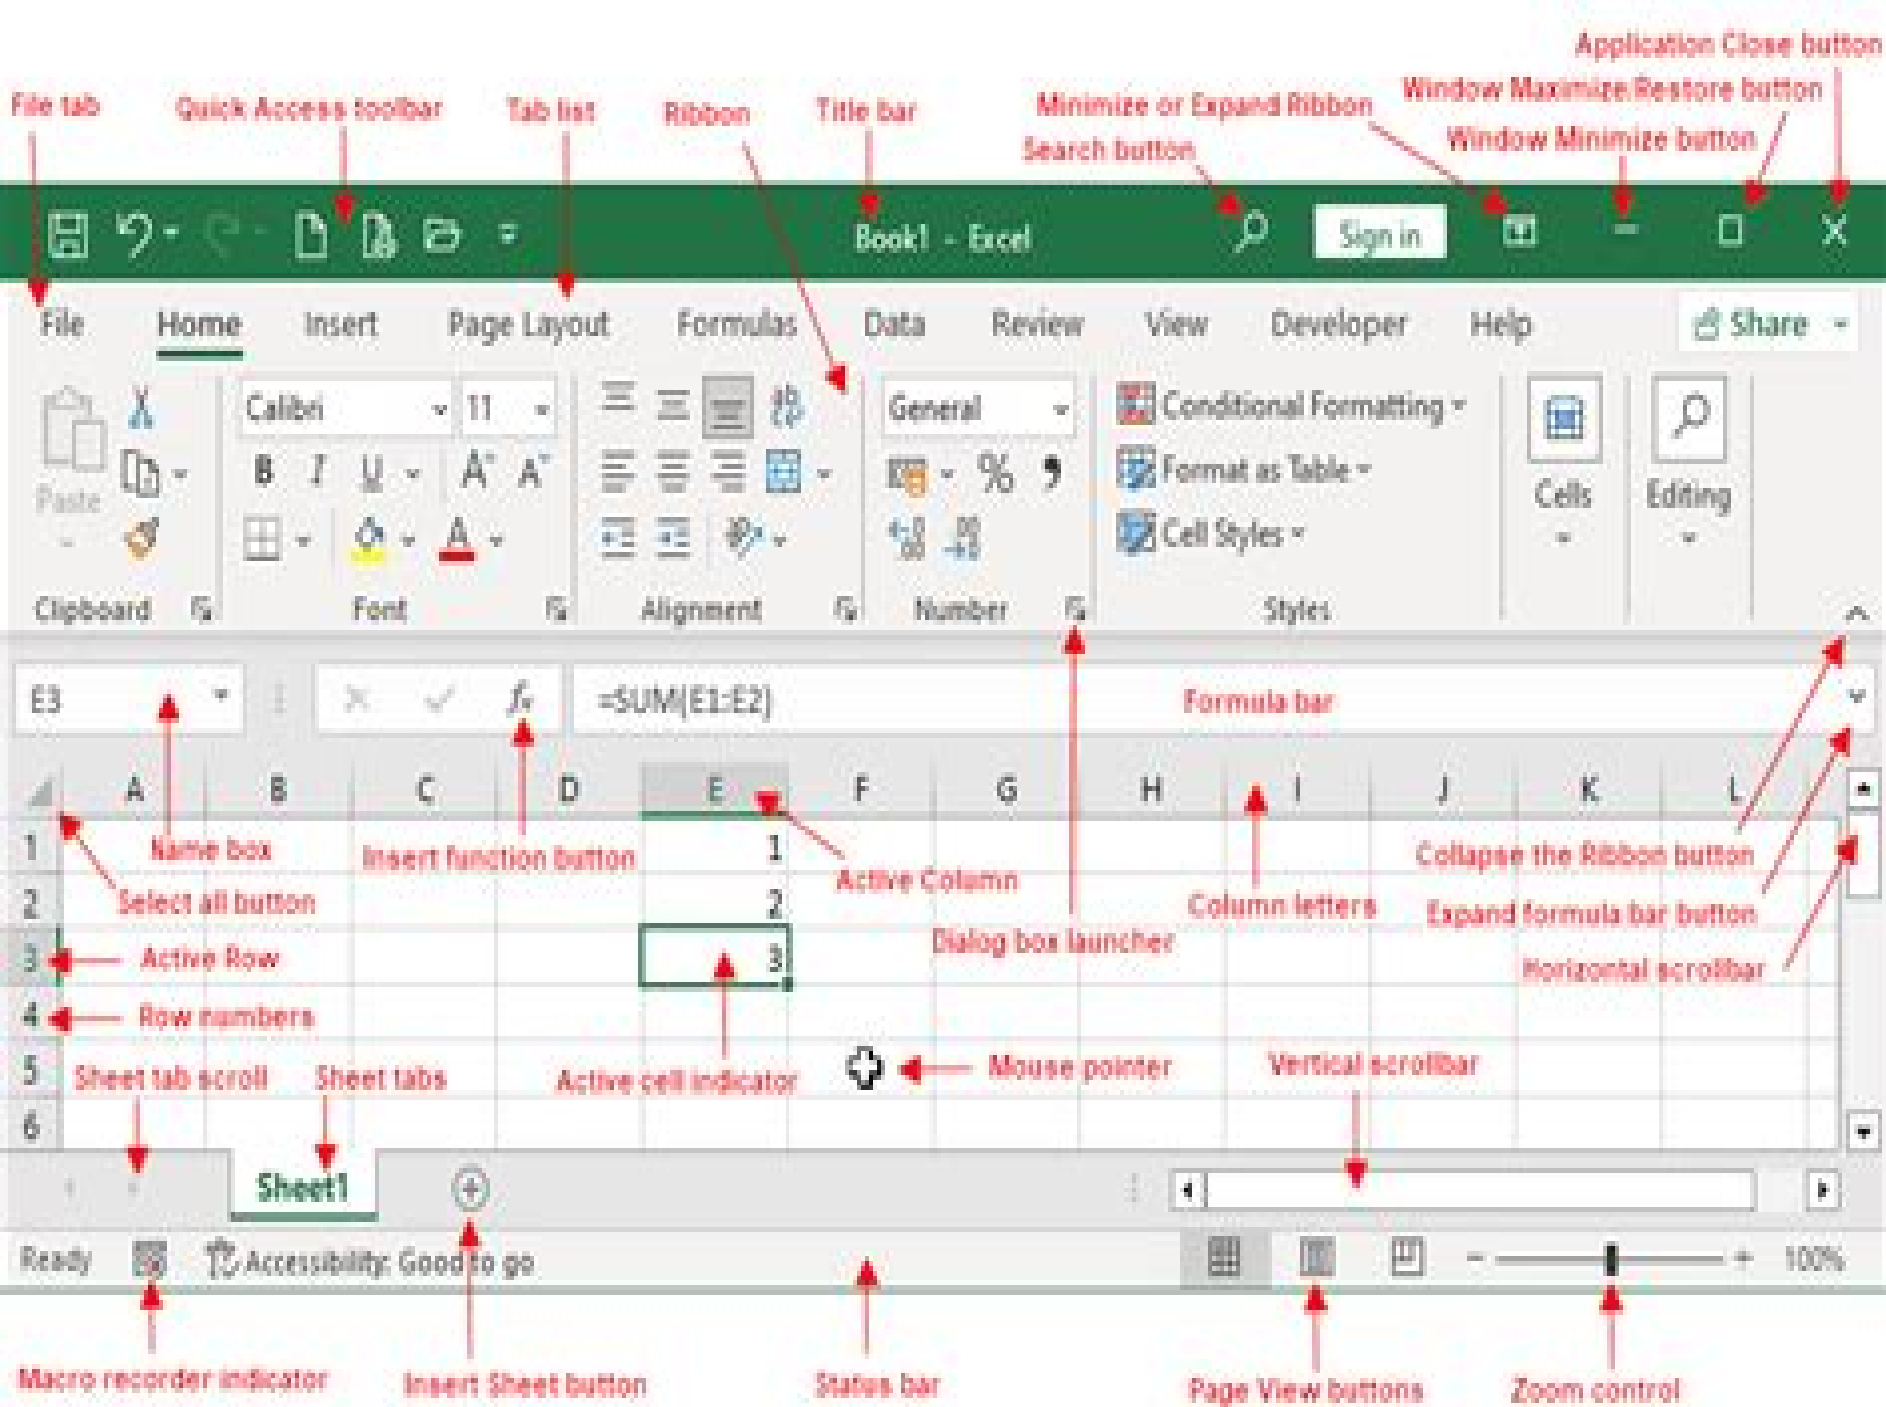 Application Close button
File tab Quick Access toolbar Tab list Ribbon Title bar Minimize or Expand Ribbon Window Maximize/Restore button
Search button Window Minimize button
Book1 - Excel Sign in
File Home Insert Page Layout Formulas Data Review View Developer Help Share
Calibri 11 General Conditional Formatting
B I U A A % , Format as Table
Paste Cells Editing
A Cell Styles
Clipboard Font Alignment Number Styles
E3 fx =SUM(E1:E2) Formula bar
A B C D E F G H I J K L
1 Name box Insert function button 1 Collapse the Ribbon button
Active Column
2 Select all button 2 Column letters Expand formula bar button
Dialog box launcher
3 Active Row 3 Horizontal scrollbar
4 Row numbers
5 Sheet tab scroll Sheet tabs Active cell indicator Mouse pointer Vertical scrollbar
6
Sheet1
Ready Accessibility: Good to go 100%
Macro recorder indicator Insert Sheet button Status bar Page View buttons Zoom control